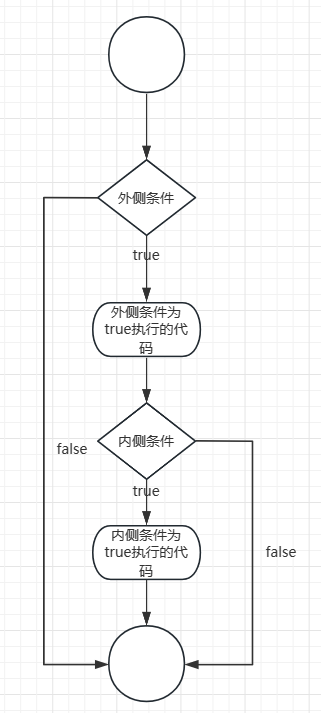 外侧条件
true
外侧条件为
true执行的代
码
false
内侧条件
true
内侧条件为
true执行的代
码
false